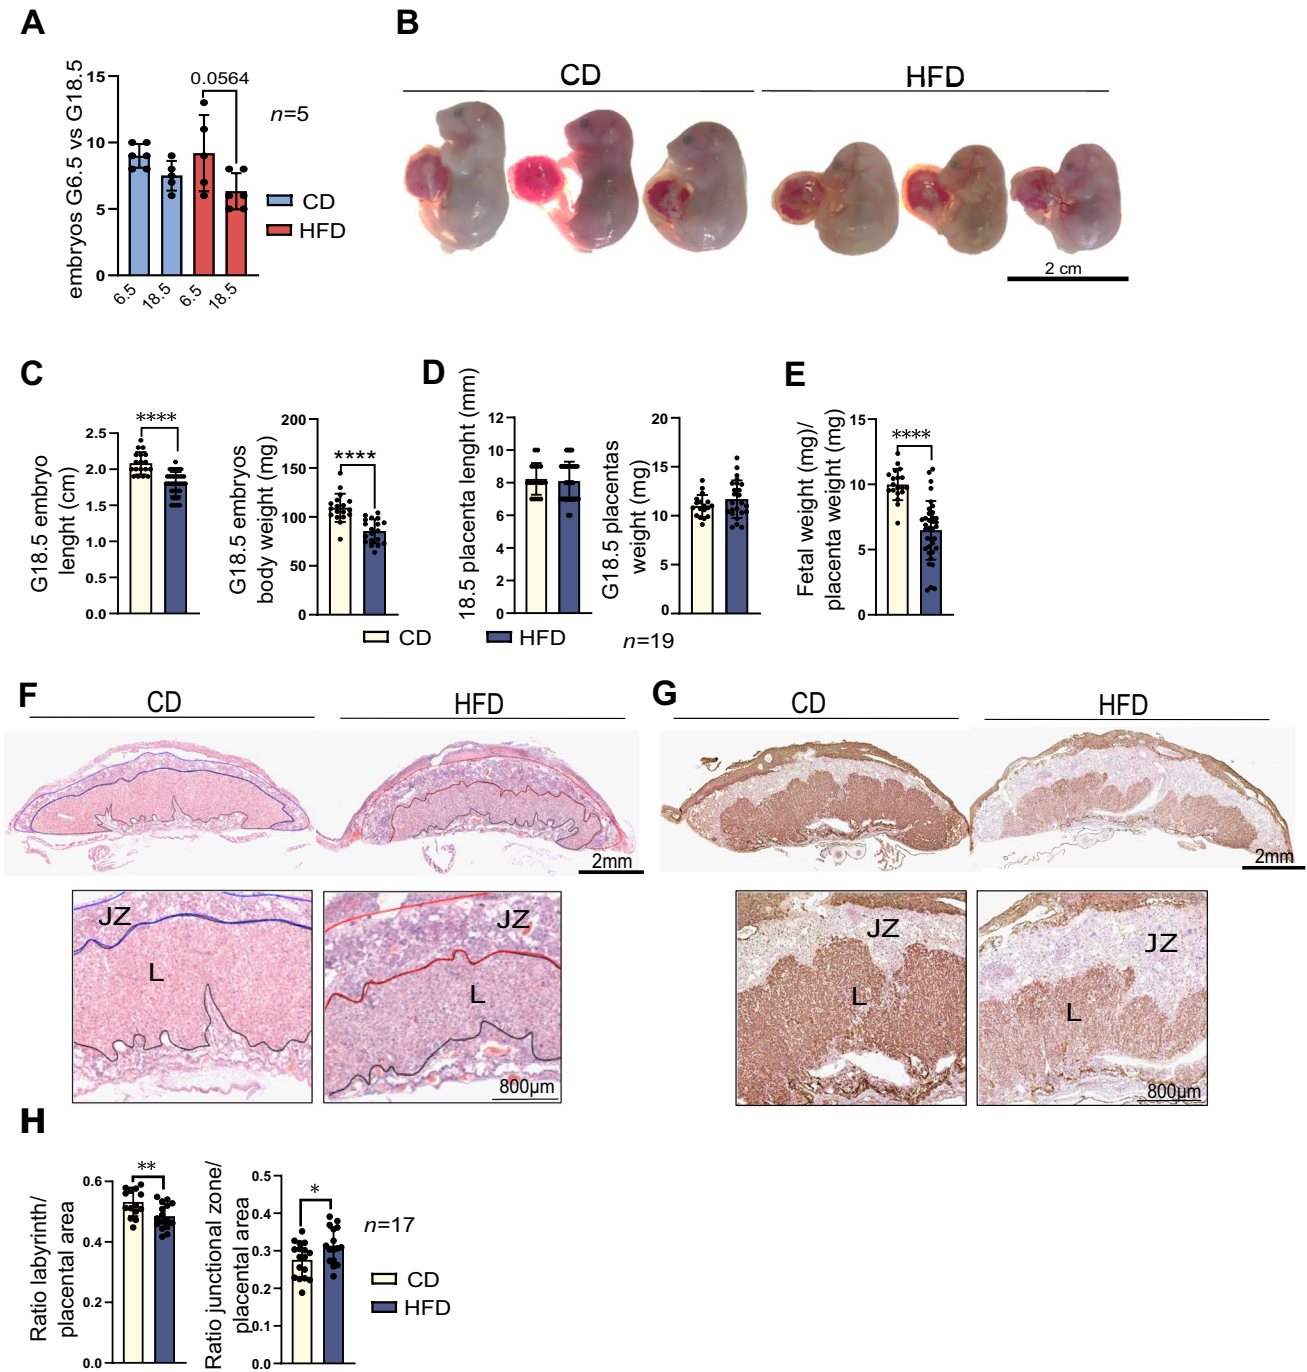 A
embryos G6.5 vs G18.5
15
10
5
0
0.0564
n=5
CD
HFD
6.5
18.5
6.5
18.5
B
CD
HFD
2 cm
C
G18.5 embryo
lenght (cm)
2.5
2.0
1.5
1.0
0.5
0.0
****
G18.5 embryos
body weight (mg)
200
150
100
50
0
****
D
18.5 placenta lenght (mm)
12
10
8
6
4
2
0
G18.5 placentas
weight (mg)
20
15
10
5
0
E
Fetal weight (mg)/
placenta weight (mg)
15
10
5
0
****
CD
HFD
n=19
F
CD
HFD
2mm
JZ
L
JZ
L
800µm
G
CD
HFD
2mm
JZ
L
JZ
L
800µm
H
Ratio labyrinth/
placental area
0.6
0.4
0.2
0.0
**
Ratio junctional zone/
placental area
0.5
0.4
0.3
0.2
0.1
0.0
*
n=17
CD
HFD